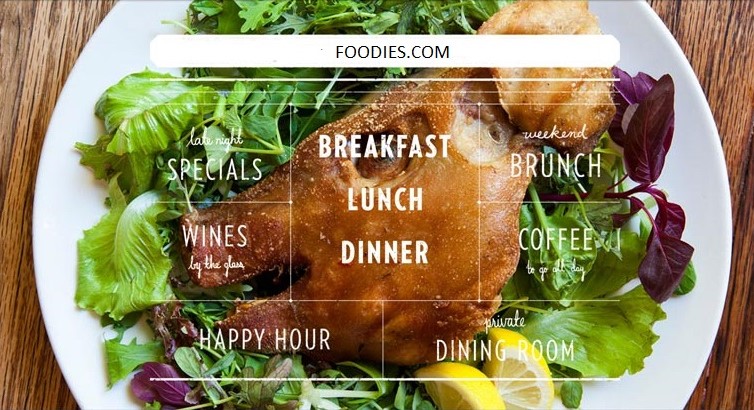 FOODIES.COM
late night
SPECIALS
BREAKFAST
LUNCH
DINNER
weekend
BRUNCH
WINES
by the glass
COFFEE
to go all day
HAPPY HOUR
private
DINING ROOM